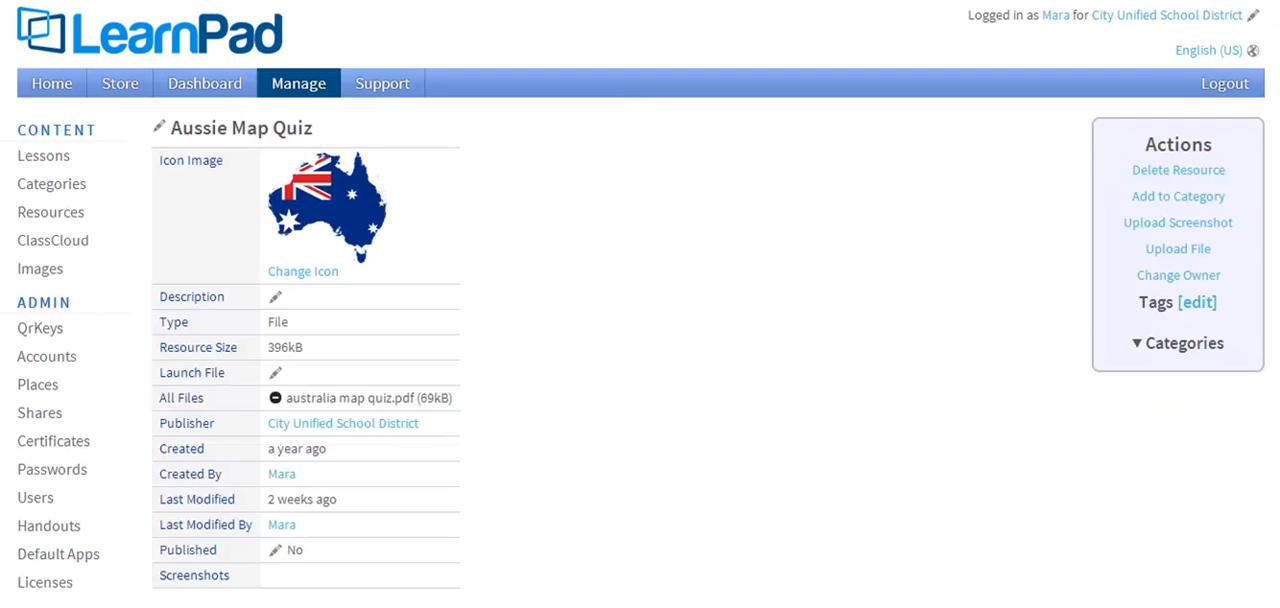 LearnPad
Logged in as Mara for City Unified School District
English (US)
Home Store Dashboard Manage Support Logout
CONTENT
Lessons
Categories
Resources
ClassCloud
Images
ADMIN
QrKeys
Accounts
Places
Shares
Certificates
Passwords
Users
Handouts
Default Apps
Licenses
Aussie Map Quiz
Icon Image
Change Icon
Description
Type File
Resource Size 396kB
Launch File
All Files australia map quiz.pdf (69kB)
Publisher City Unified School District
Created a year ago
Created By Mara
Last Modified 2 weeks ago
Last Modified By Mara
Published No
Screenshots
Actions
Delete Resource
Add to Category
Upload Screenshot
Upload File
Change Owner
Tags [edit]
▼ Categories